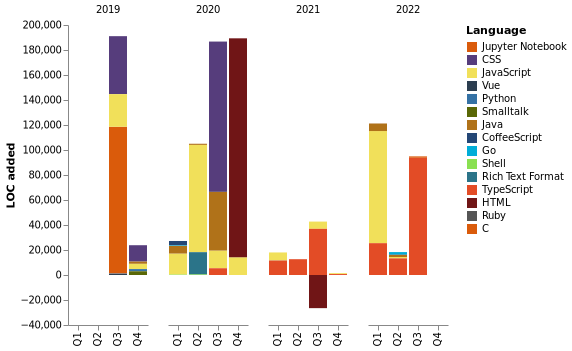 2019 2020 2021 2022
200,000
180,000
160,000
140,000
120,000
100,000
80,000
60,000
40,000
20,000
0
−20,000
−40,000
LOC added
Q1 Q2 Q3 Q4 Q1 Q2 Q3 Q4 Q1 Q2 Q3 Q4 Q1 Q2 Q3 Q4
Language
Jupyter Notebook
CSS
JavaScript
Vue
Python
Smalltalk
Java
CoffeeScript
Go
Shell
Rich Text Format
TypeScript
HTML
Ruby
C